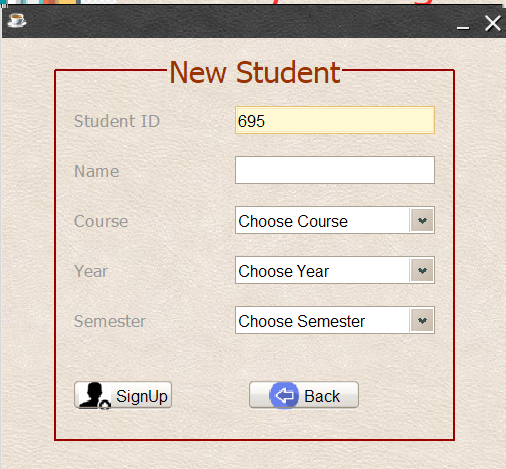 New Student
Student ID 695
Name
Course Choose Course
Year Choose Year
Semester Choose Semester
SignUp Back